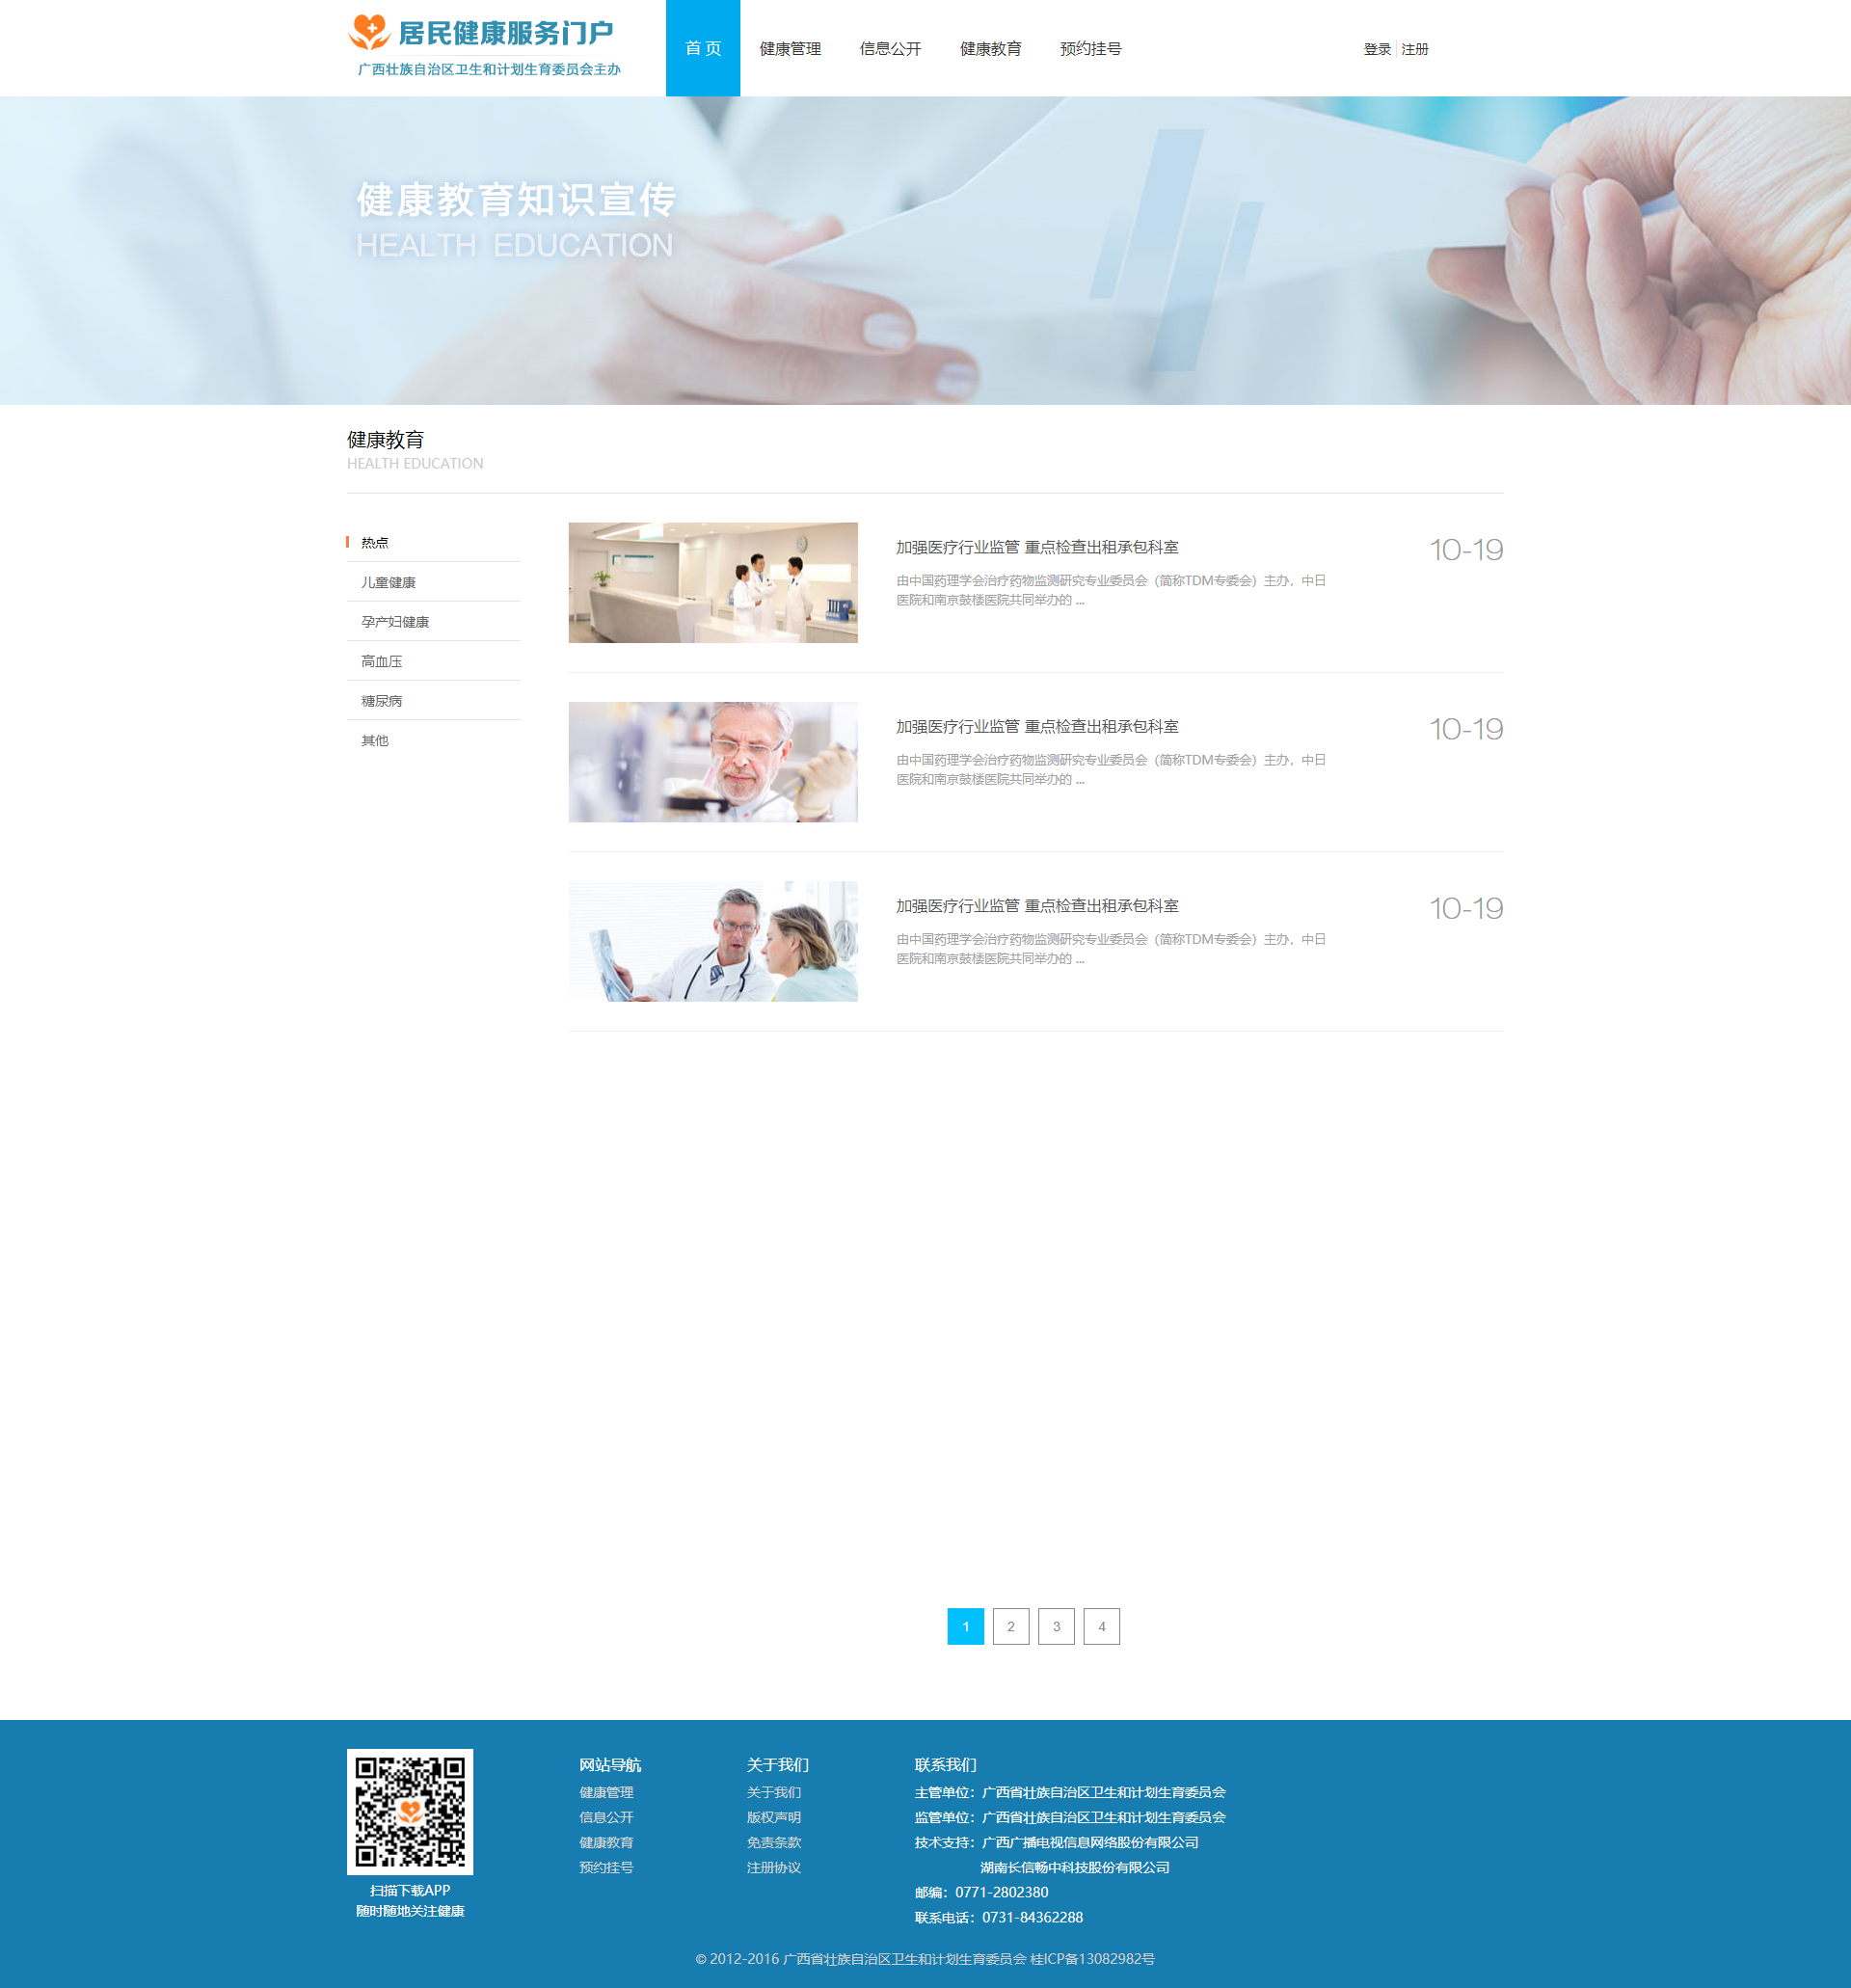 居民健康服务门户
广西壮族自治区卫生和计划生育委员会主办
首 页 健康管理 信息公开 健康教育 预约挂号 登录 注册
健康教育知识宣传
HEALTH EDUCATION
健康教育
HEALTH EDUCATION
热点
儿童健康
孕产妇健康
高血压
糖尿病
其他
加强医疗行业监管 重点检查出租承包科室 10-19
由中国药理学会治疗药物监测研究专业委员会（简称TDM专委会）主办，中日
医院和南京鼓楼医院共同举办的 ...
加强医疗行业监管 重点检查出租承包科室 10-19
由中国药理学会治疗药物监测研究专业委员会（简称TDM专委会）主办，中日
医院和南京鼓楼医院共同举办的 ...
加强医疗行业监管 重点检查出租承包科室 10-19
由中国药理学会治疗药物监测研究专业委员会（简称TDM专委会）主办，中日
医院和南京鼓楼医院共同举办的 ...
1 2 3 4
扫描下载APP
随时随地关注健康
网站导航
健康管理
信息公开
健康教育
预约挂号
关于我们
关于我们
版权声明
免责条款
注册协议
联系我们
主管单位：广西省壮族自治区卫生和计划生育委员会
监管单位：广西省壮族自治区卫生和计划生育委员会
技术支持：广西广播电视信息网络股份有限公司
湖南长信畅中科技股份有限公司
邮编：0771-2802380
联系电话：0731-84362288
© 2012-2016 广西省壮族自治区卫生和计划生育委员会 桂ICP备13082982号